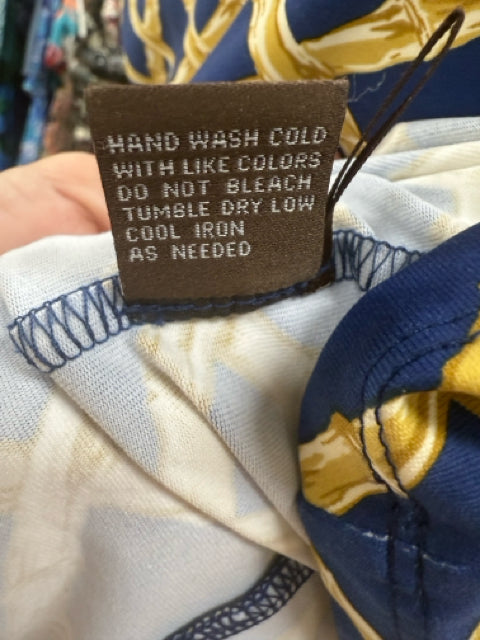 HAND WASH COLD
WITH LIKE COLORS
DO NOT BLEACH
TUMBLE DRY LOW
COOL IRON
AS NEEDED